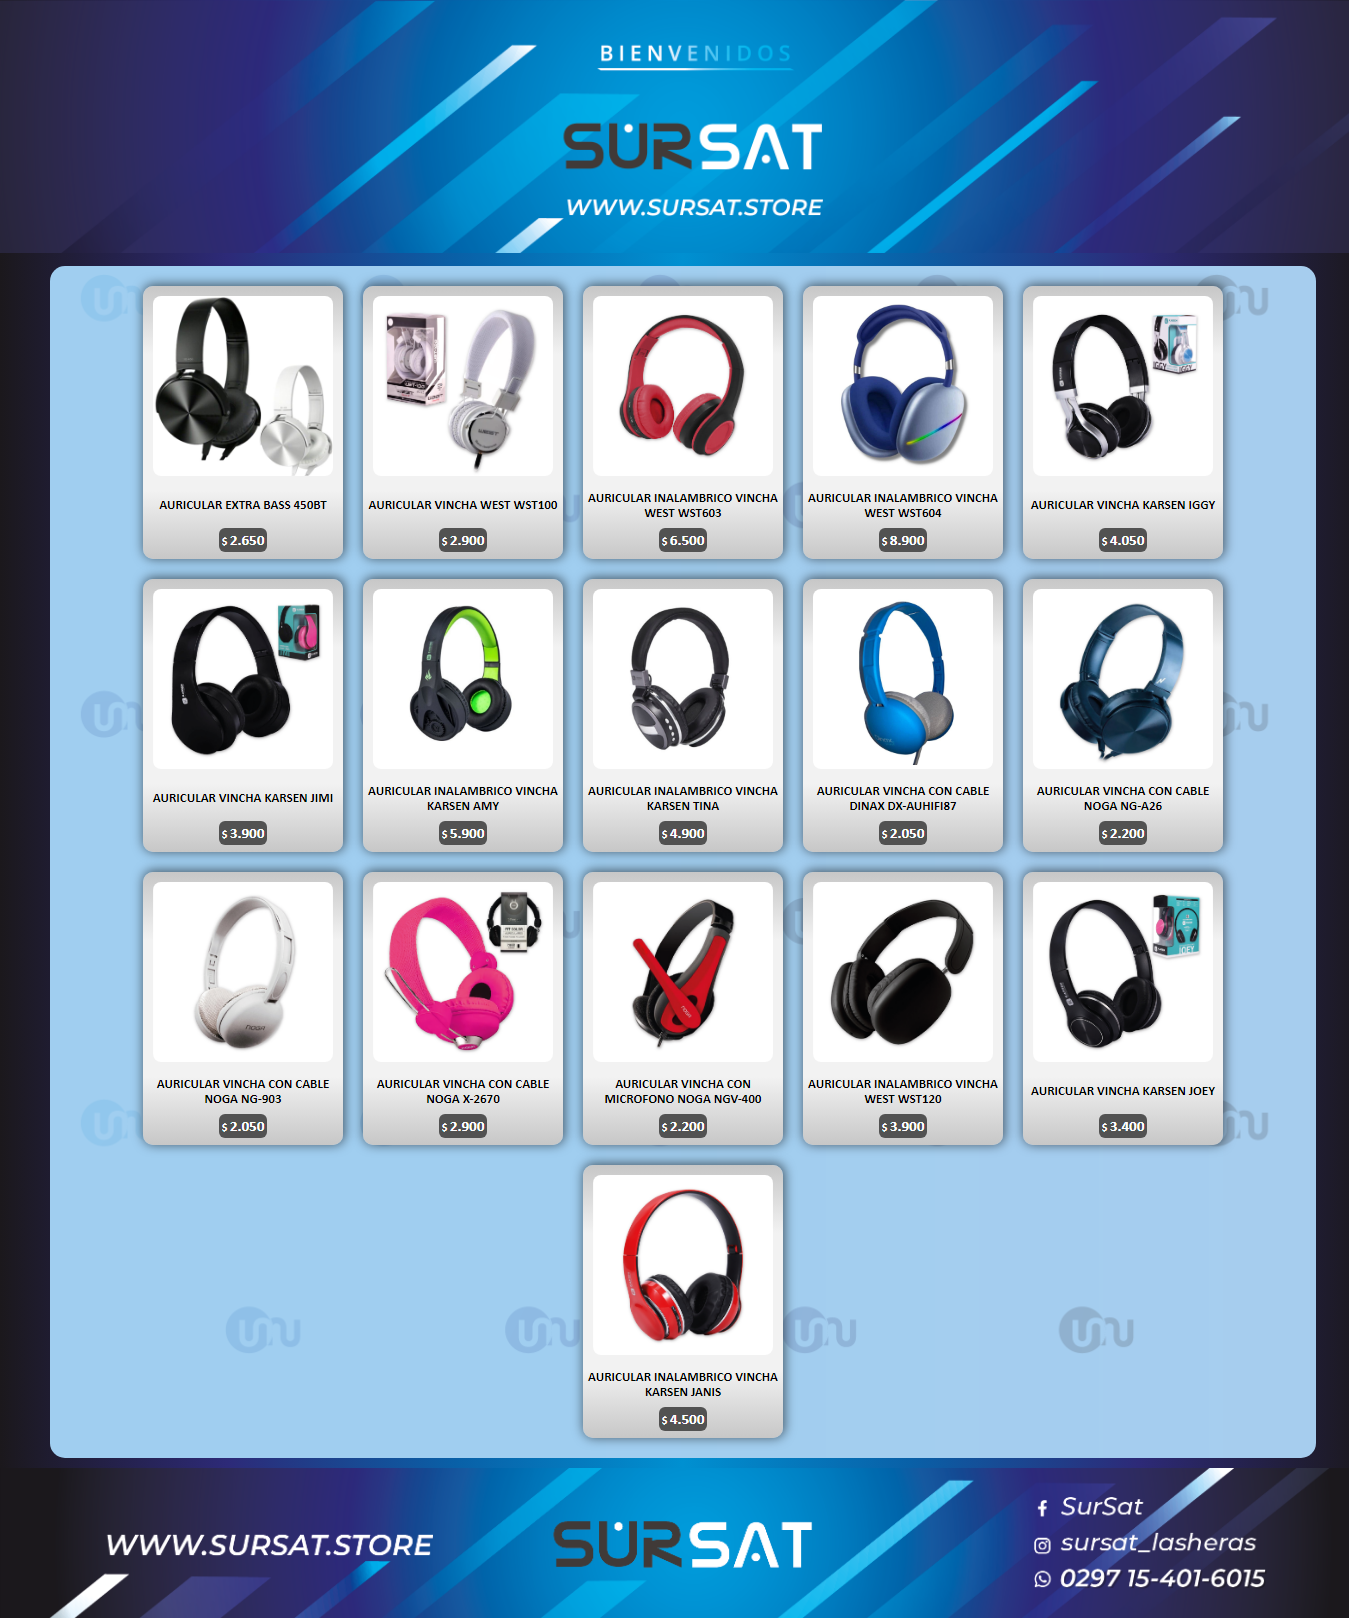 BIENVENIDOS
SURSAT
WWW.SURSAT.STORE
AURICULAR EXTRA BASS 450BT
$ 2.650
AURICULAR VINCHA WEST WST100
$ 2.900
AURICULAR INALAMBRICO VINCHA
WEST WST603
$ 6.500
AURICULAR INALAMBRICO VINCHA
WEST WST604
$ 8.900
AURICULAR VINCHA KARSEN IGGY
$ 4.050
AURICULAR VINCHA KARSEN JIMI
$ 3.900
AURICULAR INALAMBRICO VINCHA
KARSEN AMY
$ 5.900
AURICULAR INALAMBRICO VINCHA
KARSEN TINA
$ 4.900
AURICULAR VINCHA CON CABLE
DINAX DX-AUHIFI87
$ 2.050
AURICULAR VINCHA CON CABLE
NOGA NG-A26
$ 2.200
AURICULAR VINCHA CON CABLE
NOGA NG-903
$ 2.050
AURICULAR VINCHA CON CABLE
NOGA X-2670
$ 2.900
AURICULAR VINCHA CON
MICROFONO NOGA NGV-400
$ 2.200
AURICULAR INALAMBRICO VINCHA
WEST WST120
$ 3.900
AURICULAR VINCHA KARSEN JOEY
$ 3.400
AURICULAR INALAMBRICO VINCHA
KARSEN JANIS
$ 4.500
WWW.SURSAT.STORE
SURSAT
SurSat
sursat_lasheras
0297 15-401-6015